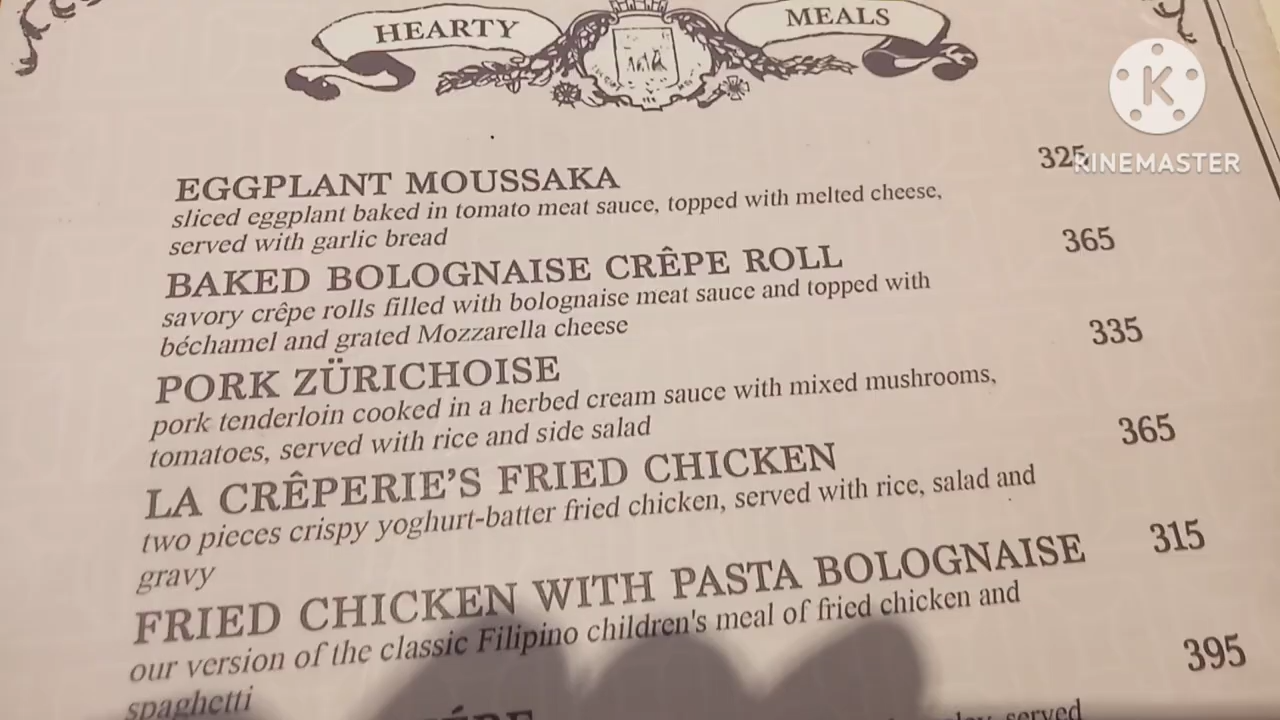 HEARTY MEALS
K
KINEMASTER
EGGPLANT MOUSSAKA 325
sliced eggplant baked in tomato meat sauce, topped with melted cheese,
served with garlic bread
BAKED BOLOGNAISE CRÊPE ROLL 365
savory crêpe rolls filled with bolognaise meat sauce and topped with
béchamel and grated Mozzarella cheese
PORK ZÜRICHOISE 335
pork tenderloin cooked in a herbed cream sauce with mixed mushrooms,
tomatoes, served with rice and side salad
LA CRÊPERIE'S FRIED CHICKEN 365
two pieces crispy yoghurt-batter fried chicken, served with rice, salad and
gravy
FRIED CHICKEN WITH PASTA BOLOGNAISE 315
our version of the classic Filipino children's meal of fried chicken and
spaghetti
395
served